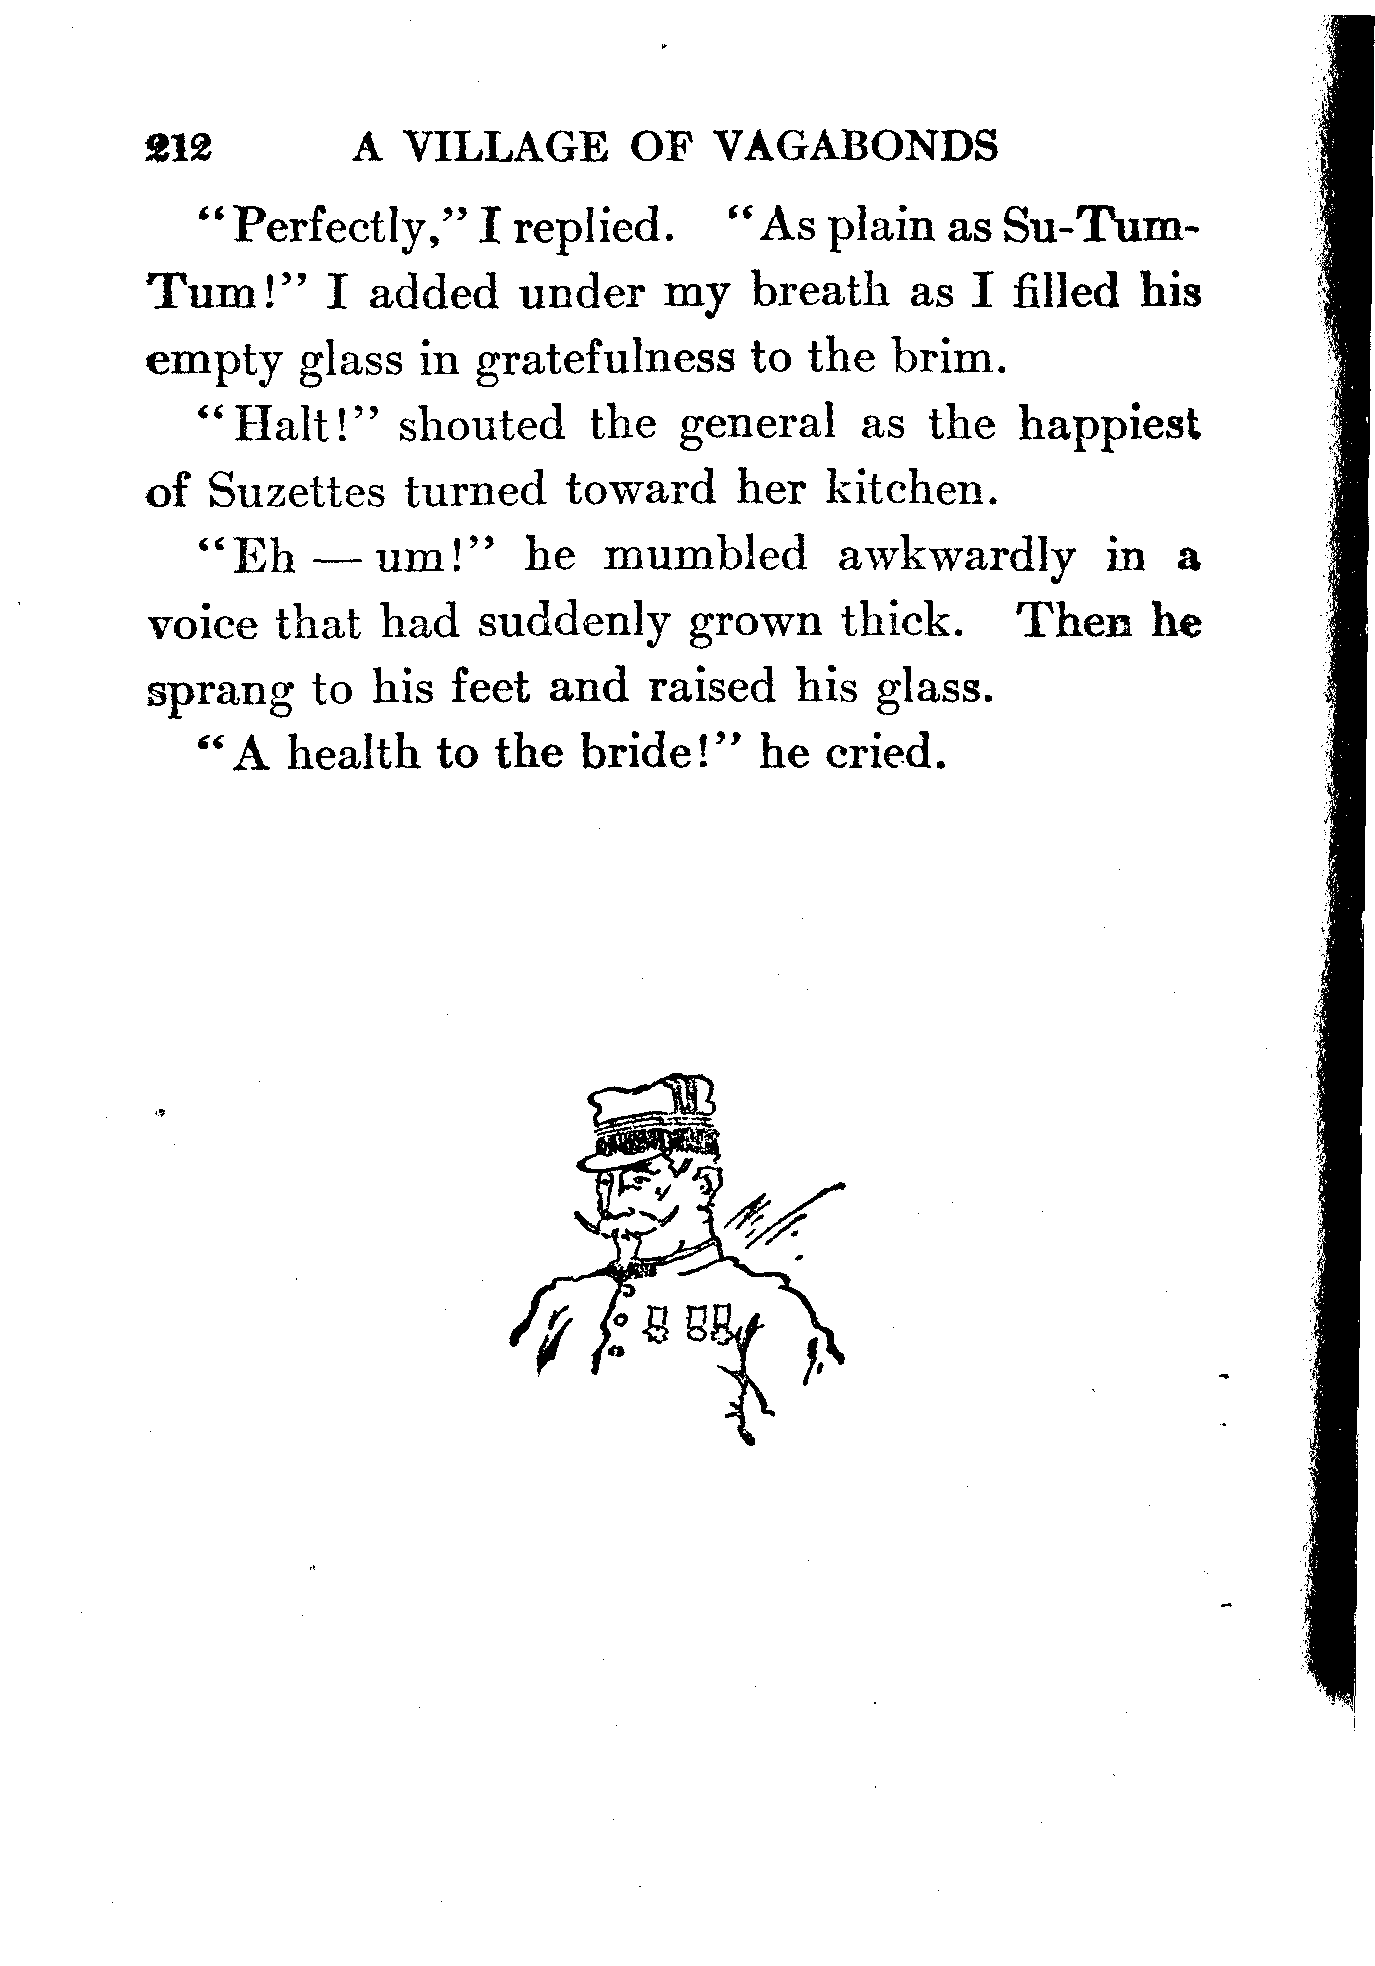 212 A VILLAGE OF VAGABONDS
“Perfectly,” I replied. “As plain as Su-Tum-
Tum!” I added under my breath as I filled his
empty glass in gratefulness to the brim.
“Halt!” shouted the general as the happiest
of Suzettes turned toward her kitchen.
“Eh — um!” he mumbled awkwardly in a
voice that had suddenly grown thick. Then he
sprang to his feet and raised his glass.
“A health to the bride!” he cried.